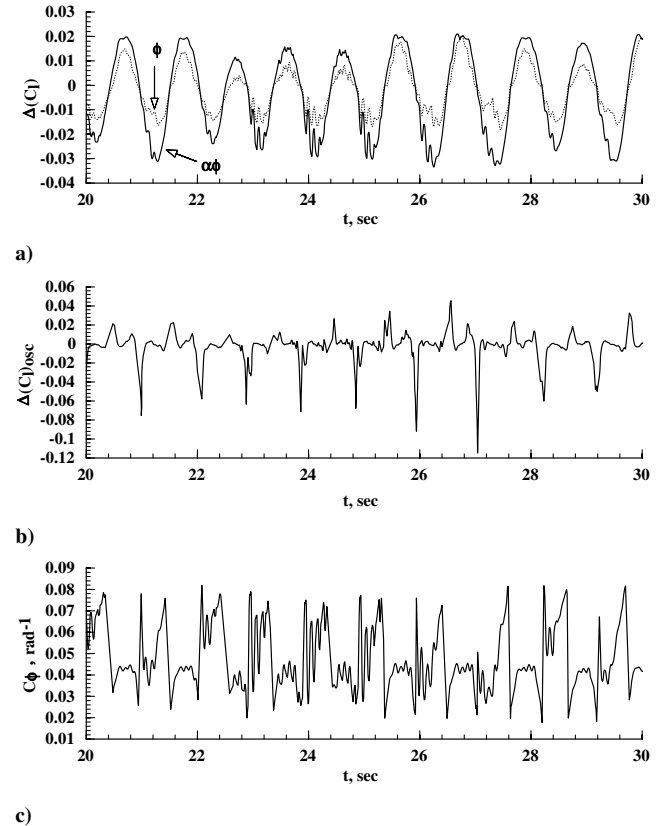 0.03
0.02
0.01
0
-0.01
-0.02
-0.03
-0.04
Δ(Cl)
ϕ
αϕ
20 22 24 26 28 30
t, sec
a)
0.06
0.04
0.02
0
-0.02
-0.04
-0.06
-0.08
-0.1
-0.12
Δ(Cl)osc
20 22 24 26 28 30
t, sec
b)
0.09
0.08
0.07
0.06
0.05
0.04
0.03
0.02
0.01
Cϕ , rad-1
20 22 24 26 28 30
t, sec
c)